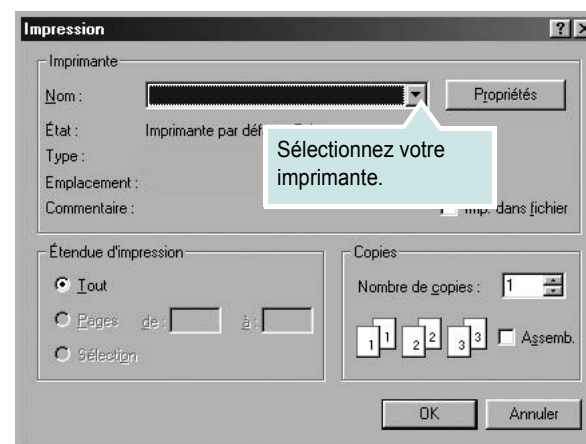 Impression
Imprimante
Nom :
Propriétés
État :
Imprimante par
Type :
Emplacement :
Commentaire :
Sélectionnez votre
imprimante.
Imp. dans fichier
Étendue d'impression
Tout
Pages de : à :
Sélection
Copies
Nombre de copies : 1
1 1 2 2 3 3
Assemb.
OK
Annuler